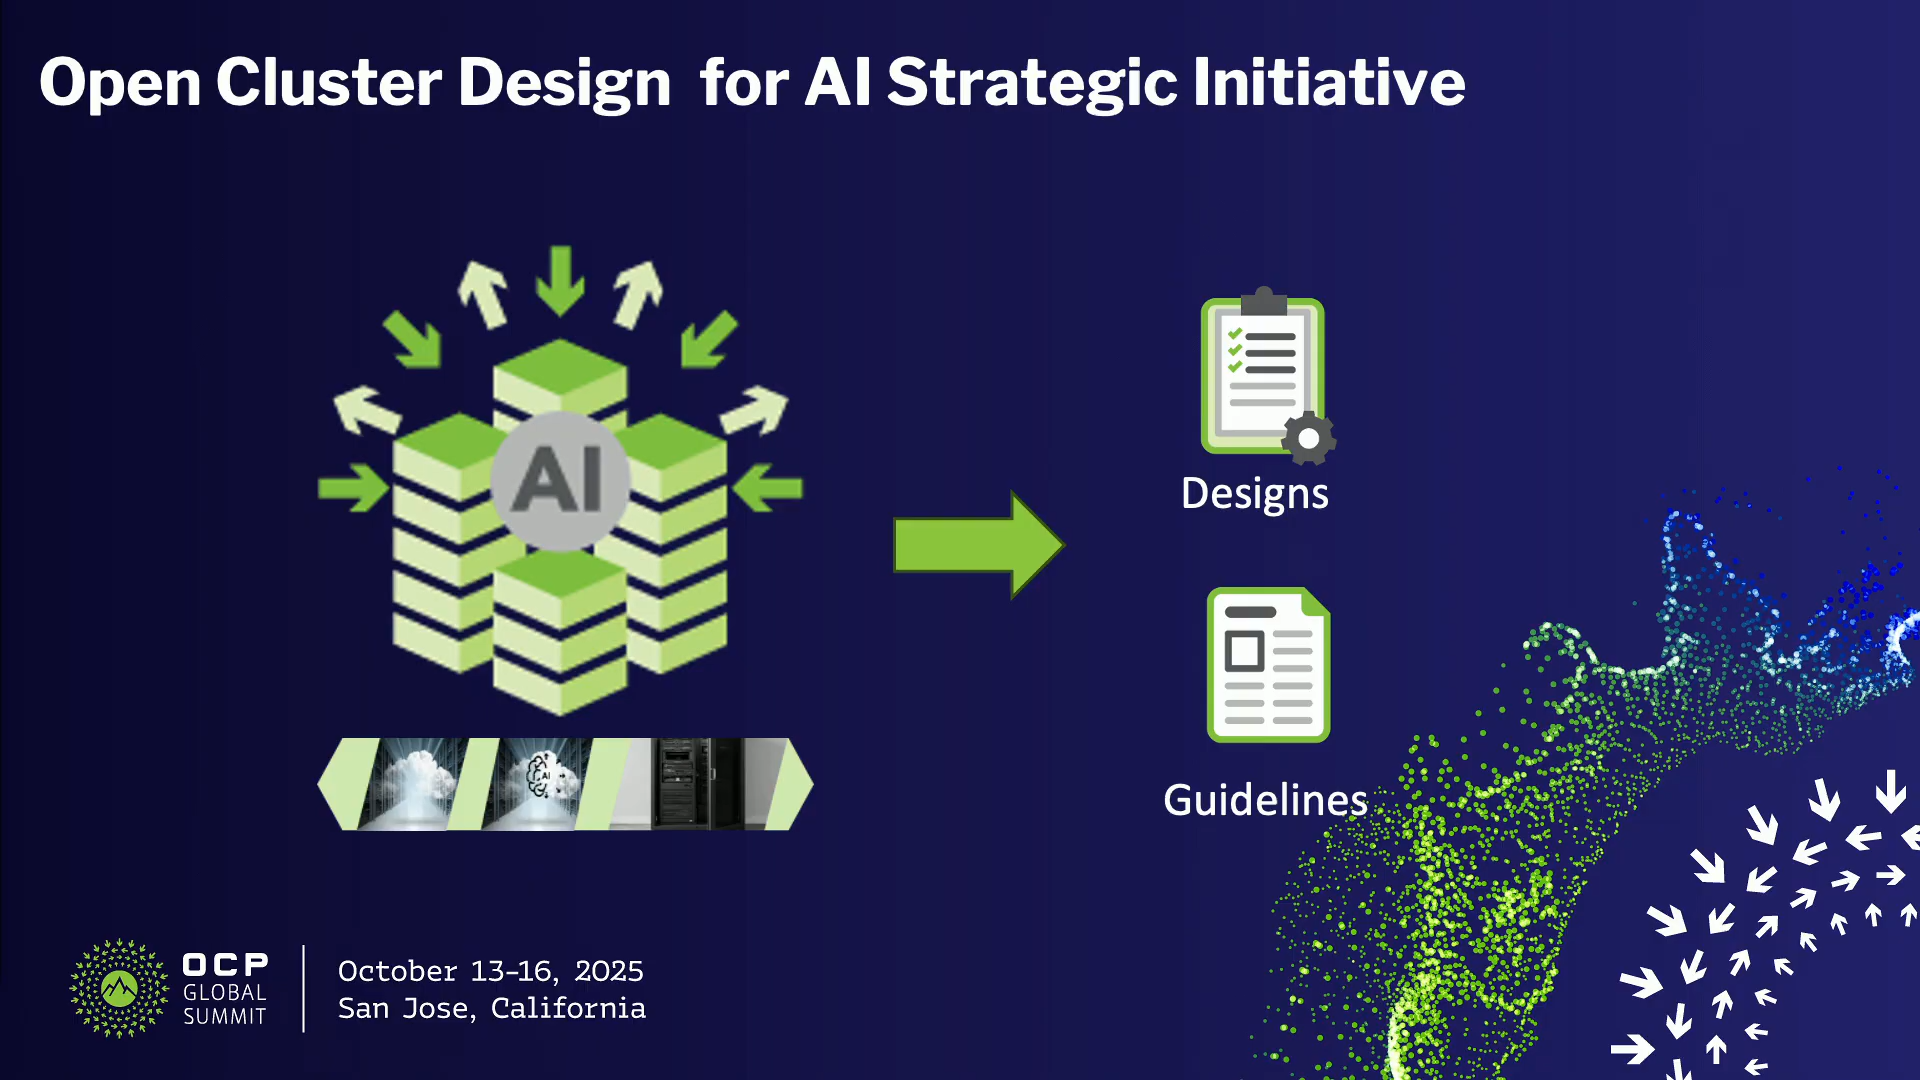 Open Cluster Design for AI Strategic Initiative
AI
AI
Designs
Guidelines
OCP
GLOBAL
SUMMIT
October 13-16, 2025
San Jose, California